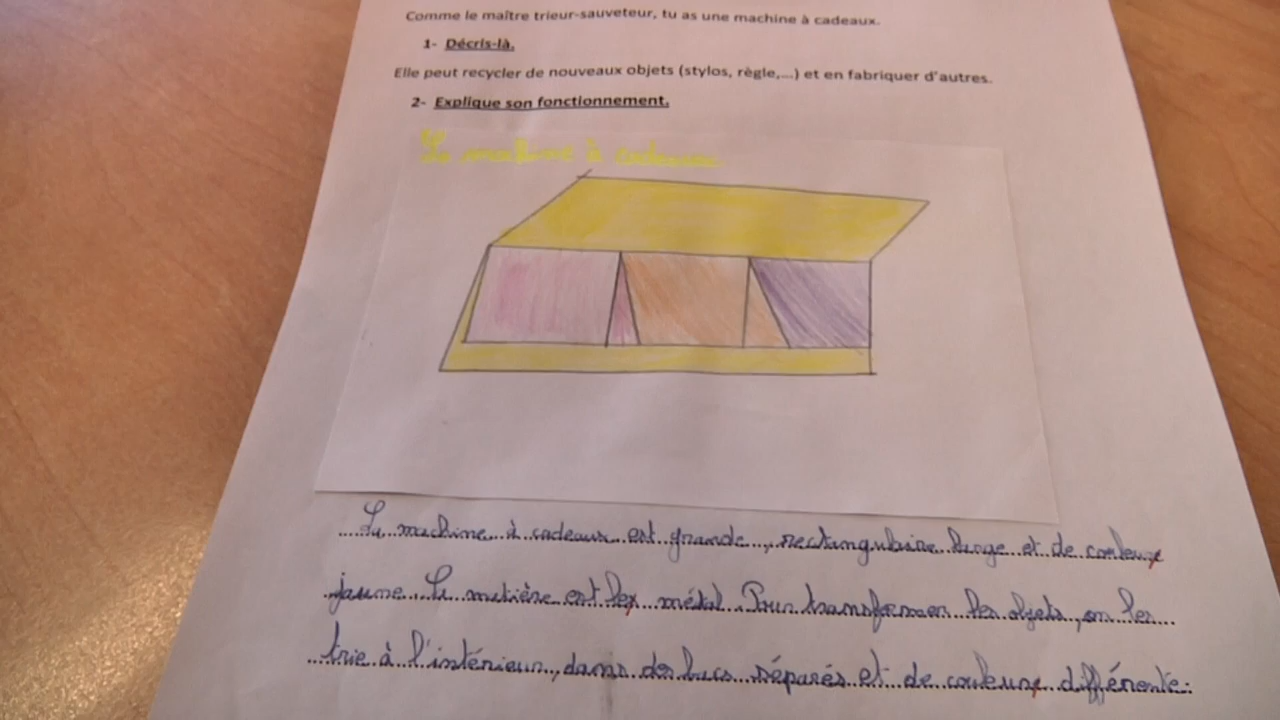 Comme le maître trieur-sauveteur, tu as une machine à cadeaux.
1- Décris-là.
Elle peut recycler de nouveaux objets (stylos, règle,...) et en fabriquer d'autres.
2- Explique son fonctionnement.
La machine à cadeaux
La machine à cadeaux est grande, rectangulaire large et de couleur
jaune. La matière est le métal. Pour transformer les objets, on les
trie à l'intérieur, dans des bacs séparés et de couleur différente.